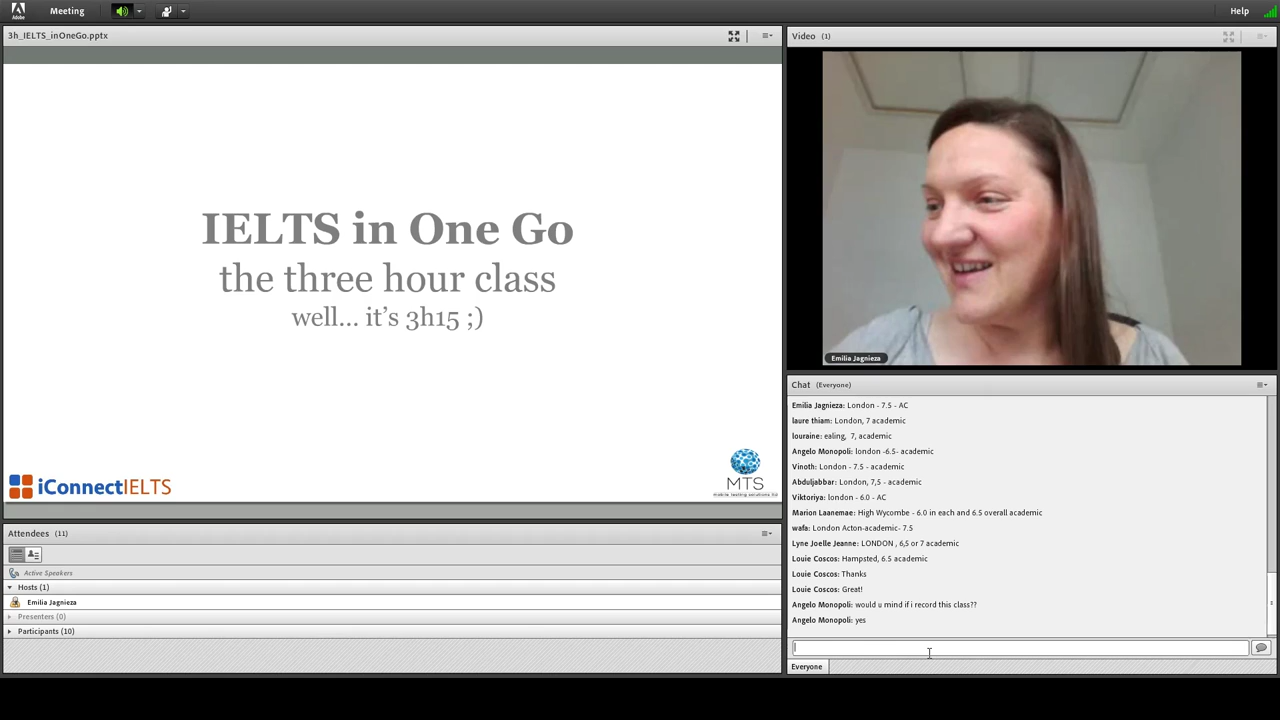 Adobe
Meeting
Help
3h_IELTS_inOneGo.pptx
IELTS in One Go
the three hour class
well... it's 3h15 ;)
iConnectIELTS
MTS
mobile testing solutions ltd
Attendees (11)
Active Speakers
Hosts (1)
Emilia Jagnieza
Presenters (0)
Participants (10)
Video (1)
Emilia Jagnieza
Chat (Everyone)
Emilia Jagnieza: London - 7.5 - AC
laure thiam: London, 7 academic
louraine: ealing, 7, academic
Angelo Monopoli: london -6.5- academic
Vinoth: London - 7.5 - academic
Abduljabbar: London, 7,5 - academic
Viktoriya: london - 6.0 - AC
Marion Laanemae: High Wycombe - 6.0 in each and 6.5 overall academic
wafa: London Acton-academic- 7.5
Lyne Joelle Jeanne: LONDON , 6,5 or 7 academic
Louie Coscos: Hampsted, 6.5 academic
Louie Coscos: Thanks
Louie Coscos: Great!
Angelo Monopoli: would u mind if i record this class??
Angelo Monopoli: yes
Everyone